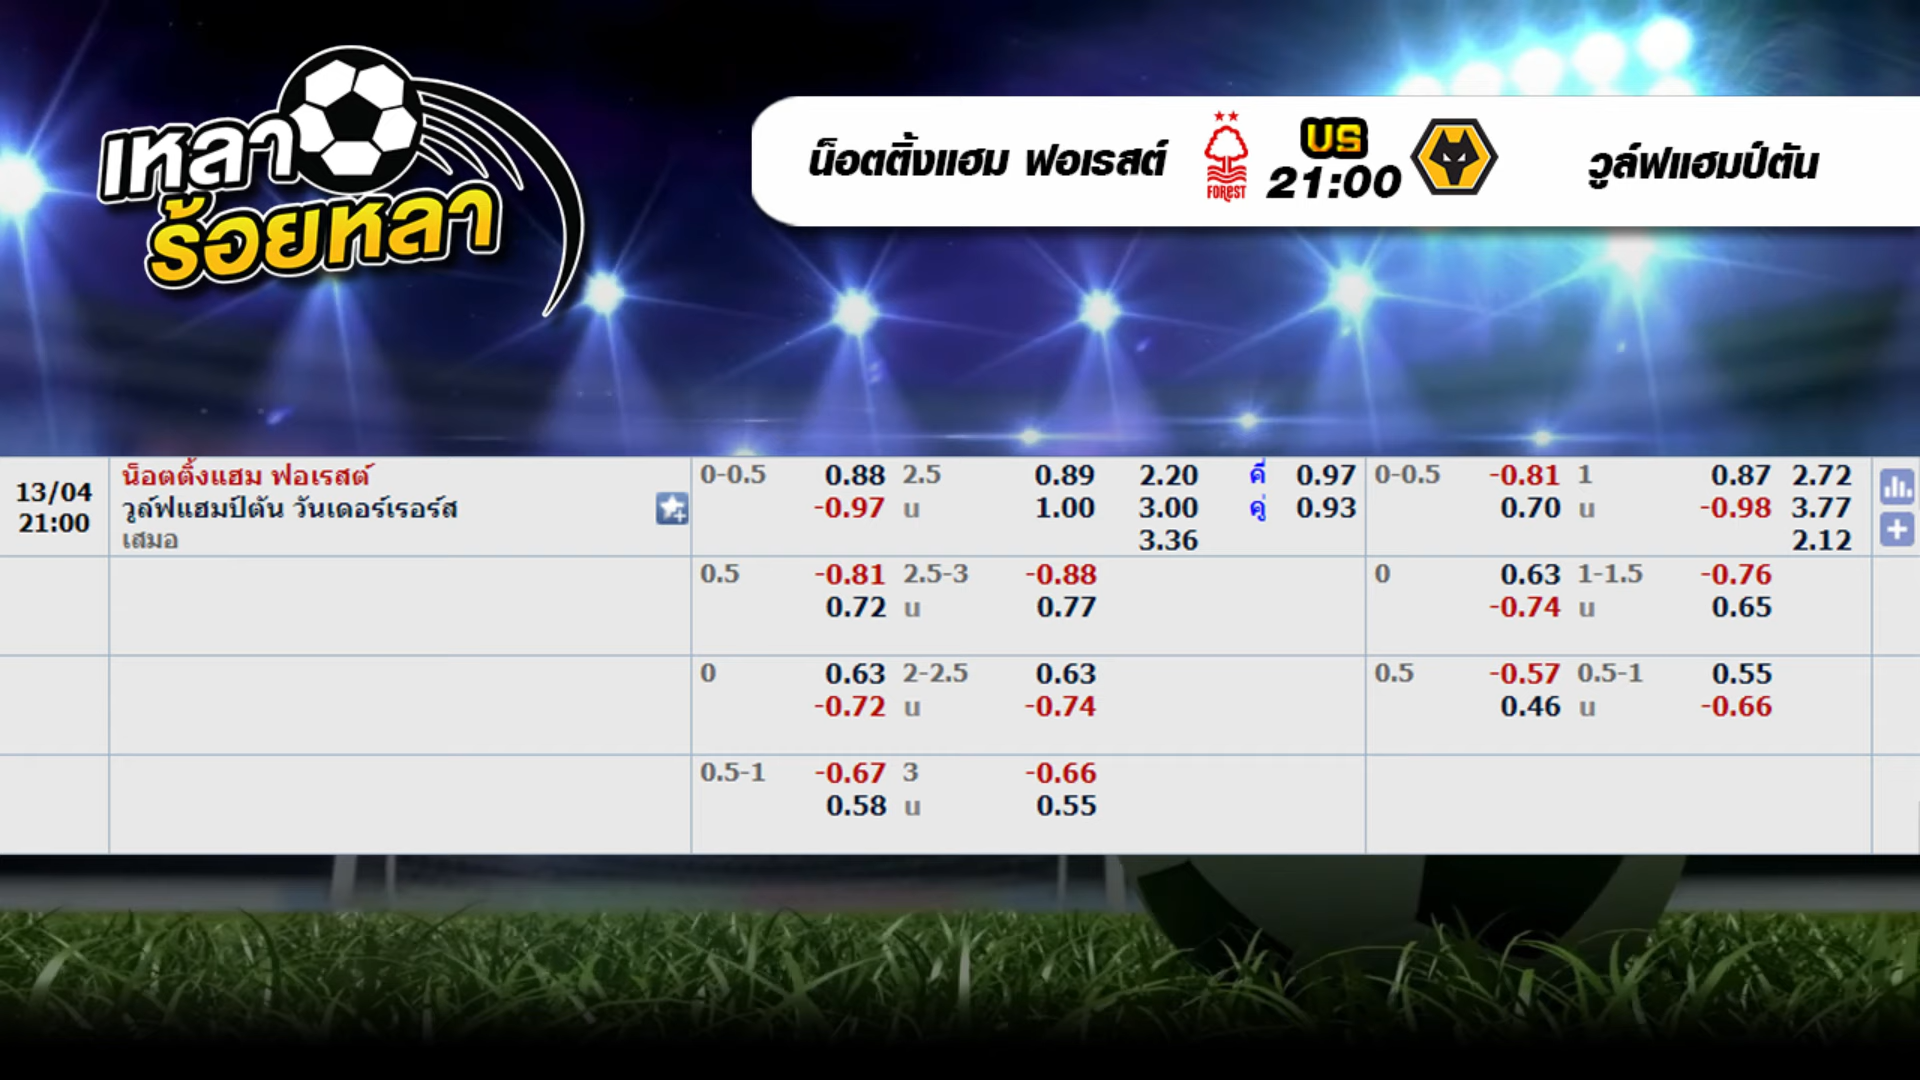 เหลา
ร้อยหลา
น็อตติ้งแฮม ฟอเรสต์
FOREST
US
21:00
วูล์ฟแฮมป์ตัน
13/04
21:00
น็อตติ้งแฮม ฟอเรสต์
วูล์ฟแฮมป์ตัน วันเดอร์เรอร์ส
เสมอ
0-0.5 0.88 2.5 0.89 2.20 คี่ 0.97 0-0.5 -0.81 1 0.87 2.72
-0.97 u 1.00 3.00 คู่ 0.93 0.70 u -0.98 3.77
3.36 2.12
0.5 -0.81 2.5-3 -0.88 0 0.63 1-1.5 -0.76
0.72 u 0.77 -0.74 u 0.65
0 0.63 2-2.5 0.63 0.5 -0.57 0.5-1 0.55
-0.72 u -0.74 0.46 u -0.66
0.5-1 -0.67 3 -0.66
0.58 u 0.55